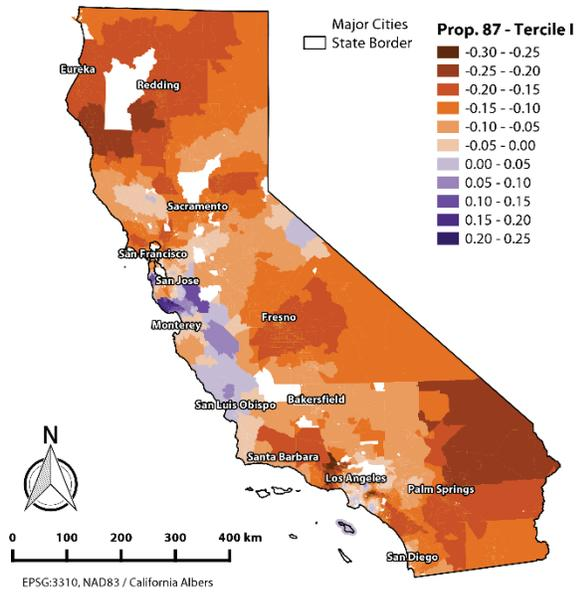 Major Cities
State Border
Prop. 87 - Tercile I
-0.30 - -0.25
-0.25 - -0.20
-0.20 - -0.15
-0.15 - -0.10
-0.10 - -0.05
-0.05 - 0.00
0.00 - 0.05
0.05 - 0.10
0.10 - 0.15
0.15 - 0.20
0.20 - 0.25
Eureka
Redding
Sacramento
San Francisco
San Jose
Monterey
Fresno
San Luis Obispo
Bakersfield
Santa Barbara
Los Angeles
Palm Springs
San Diego
N
0 100 200 300 400 km
EPSG:3310, NAD83 / California Albers